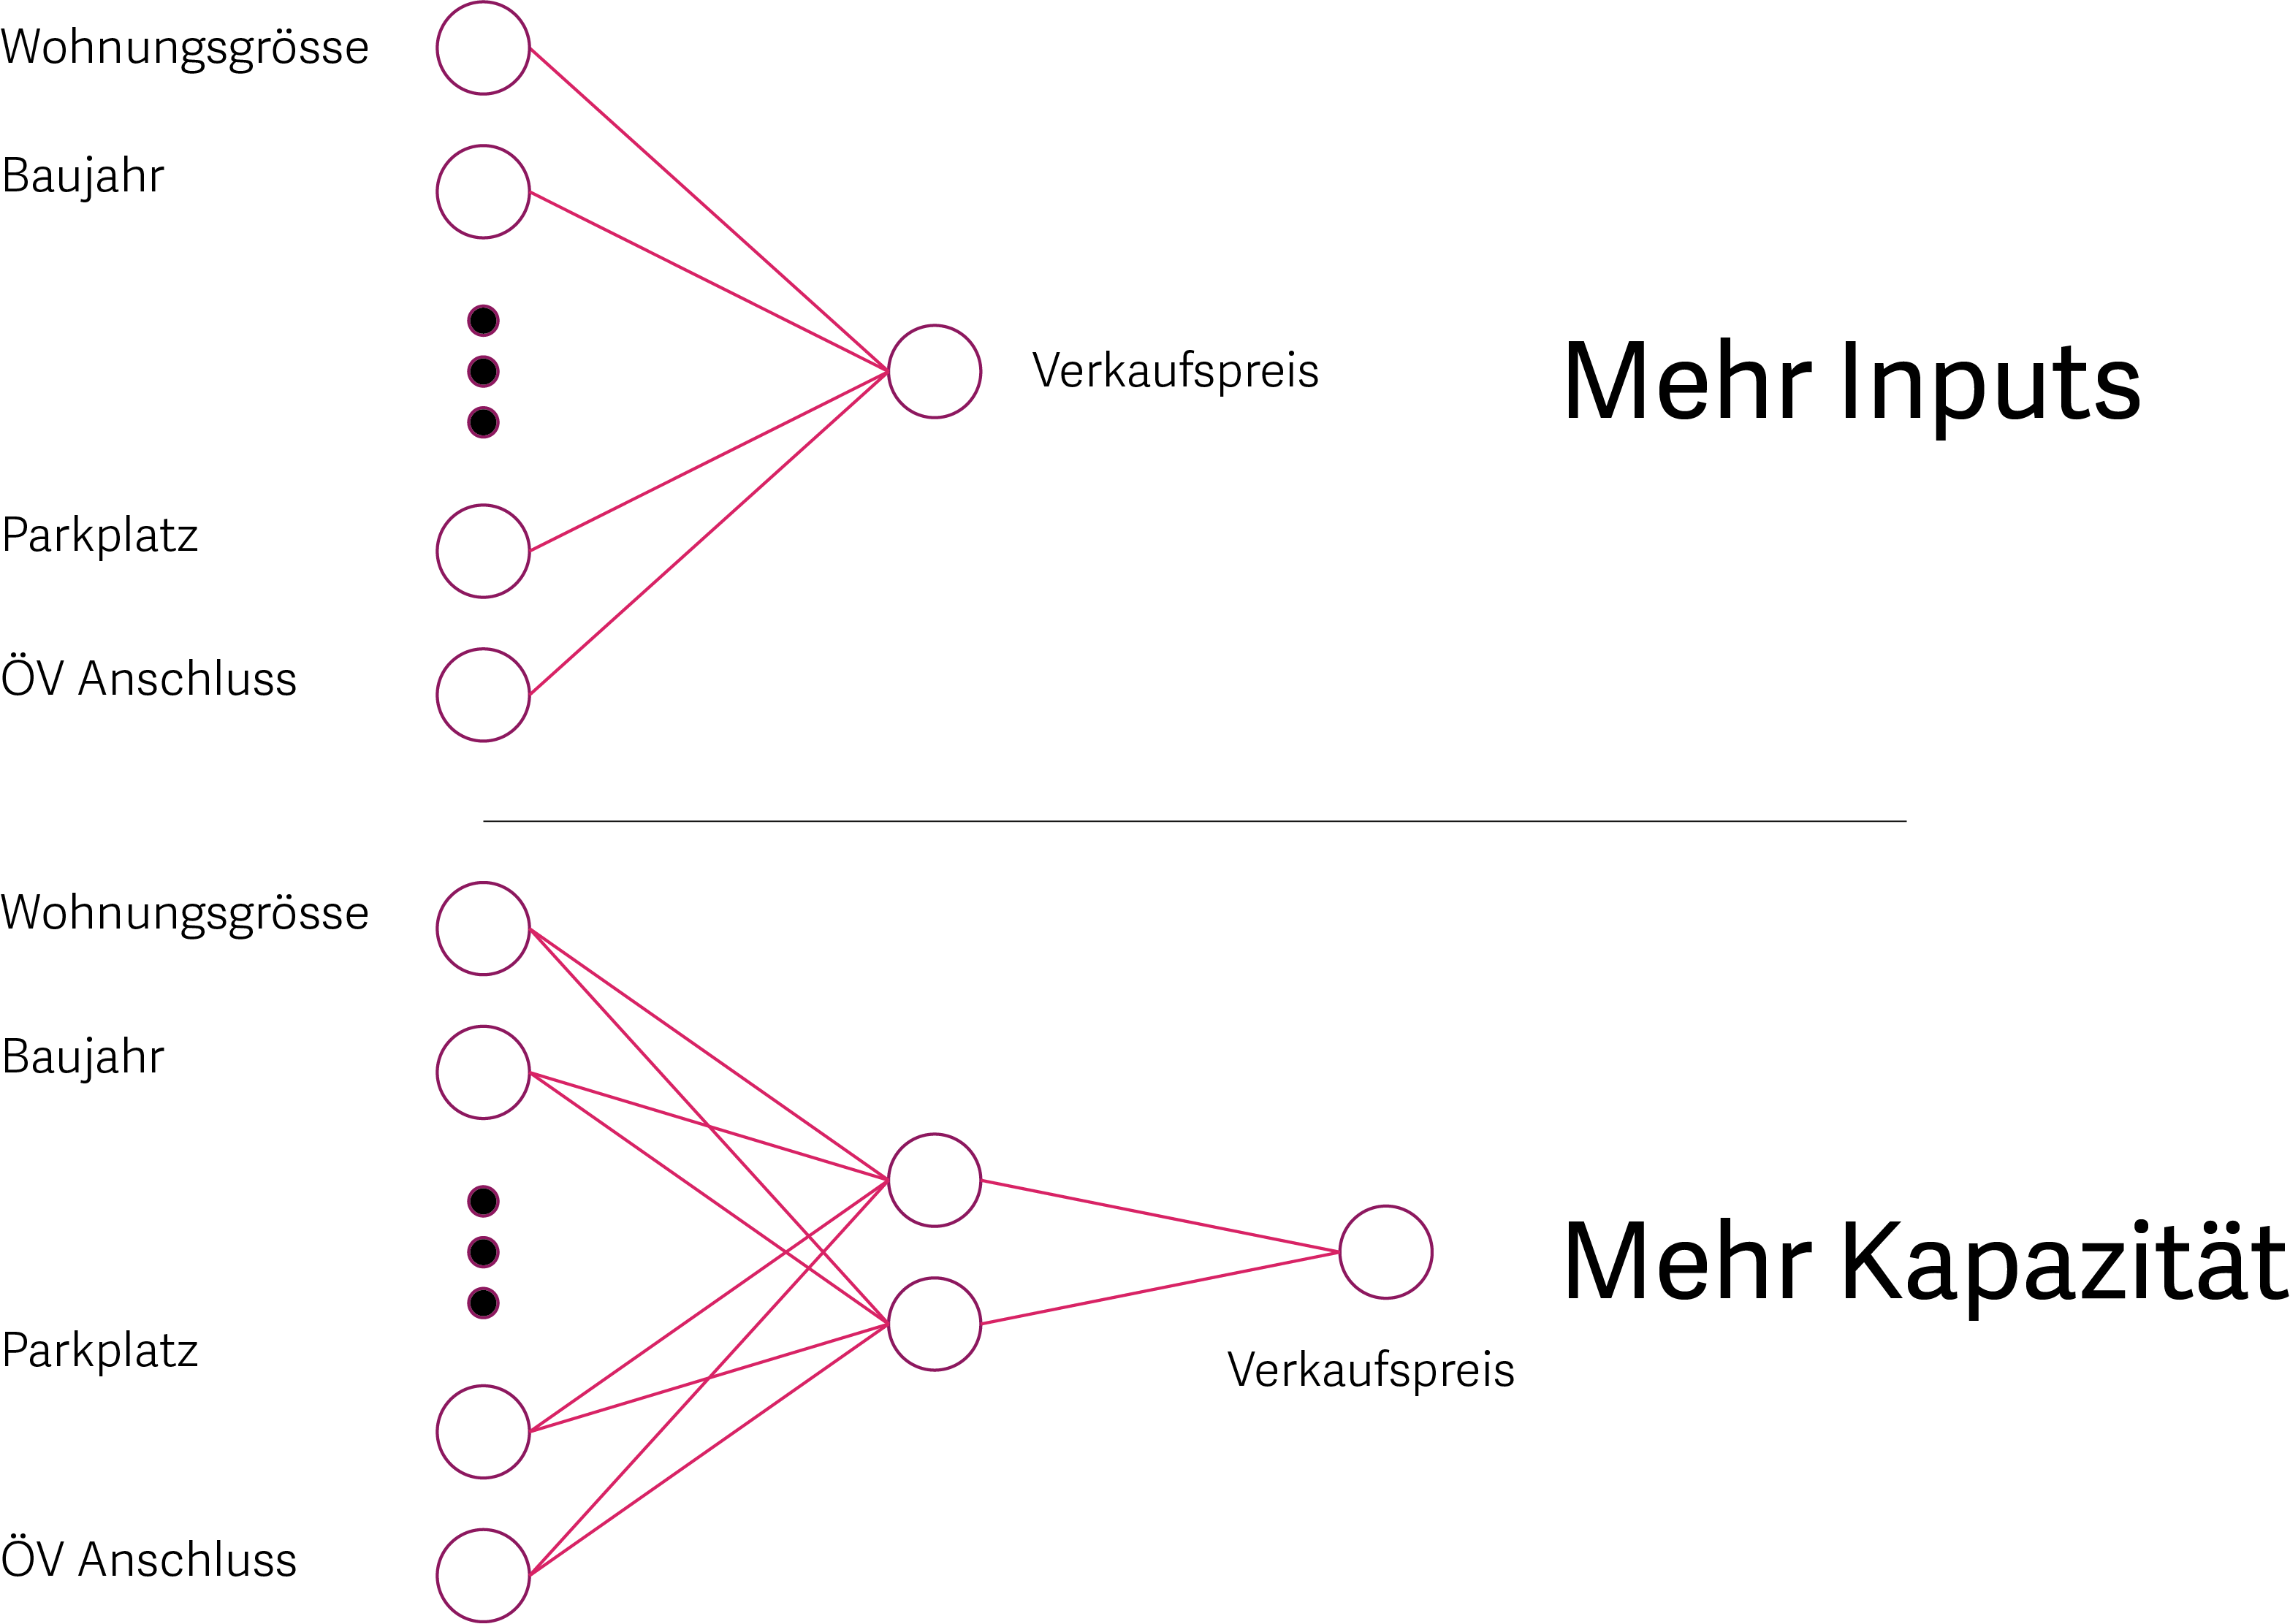 Wohnungsgrösse
Baujahr
Verkaufspreis
Mehr Inputs
Parkplatz
ÖV Anschluss
Wohnungsgrösse
Baujahr
Mehr Kapazität
Parkplatz
Verkaufspreis
ÖV Anschluss